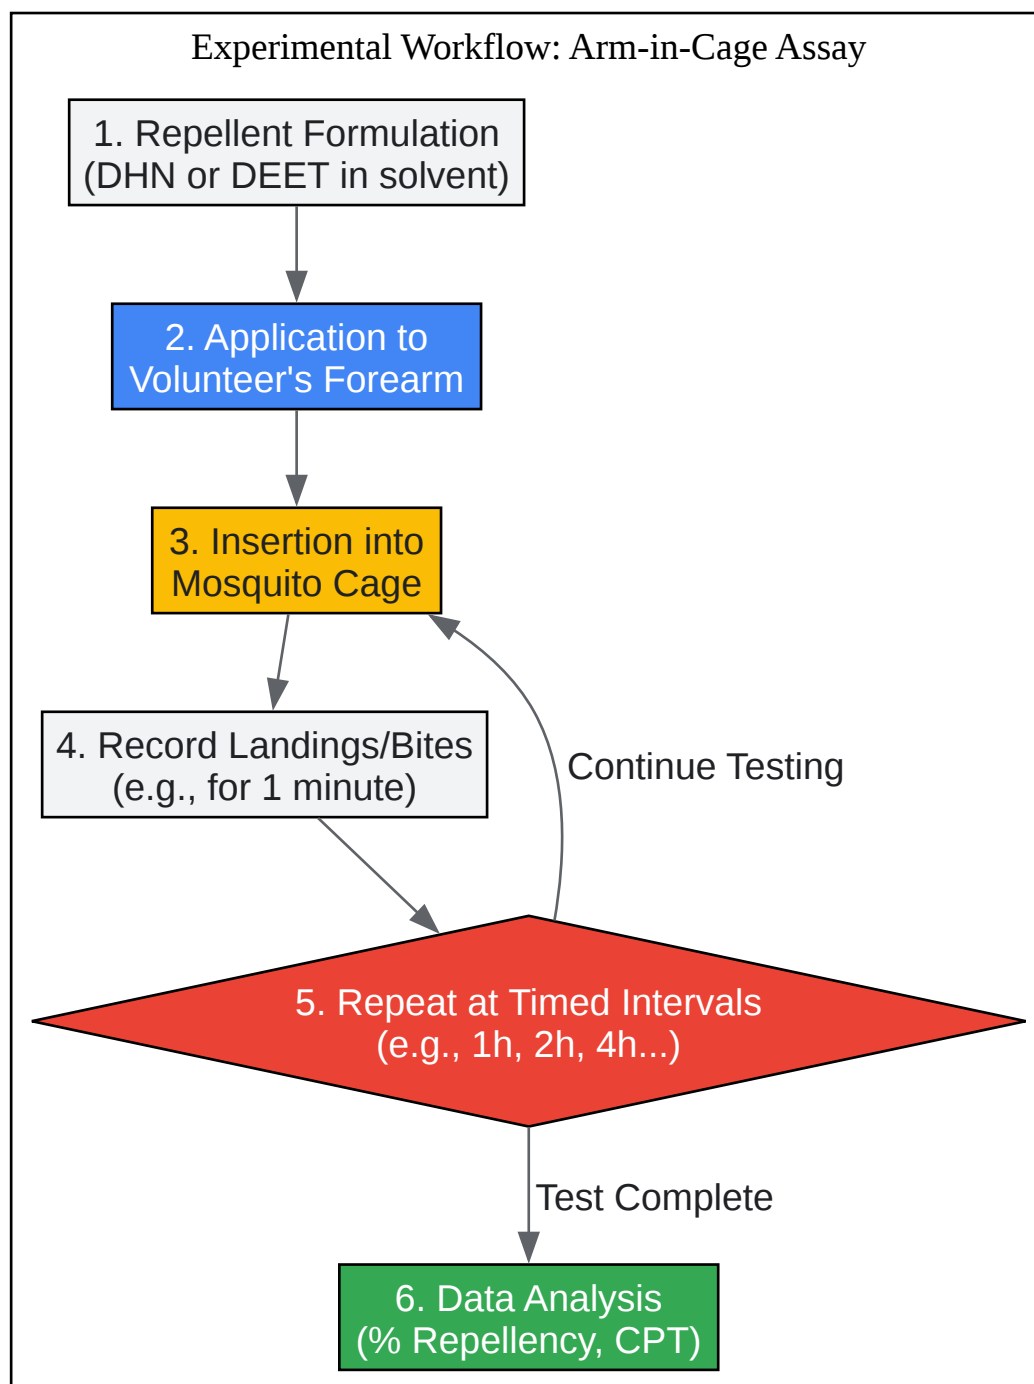 Experimental Workflow: Arm-in-Cage Assay
1. Repellent Formulation
(DHN or DEET in solvent)
2. Application to
Volunteer's Forearm
3. Insertion into
Mosquito Cage
4. Record Landings/Bites
(e.g., for 1 minute)
Continue Testing
5. Repeat at Timed Intervals
(e.g., 1h, 2h, 4h...)
Test Complete
6. Data Analysis
(% Repellency, CPT)